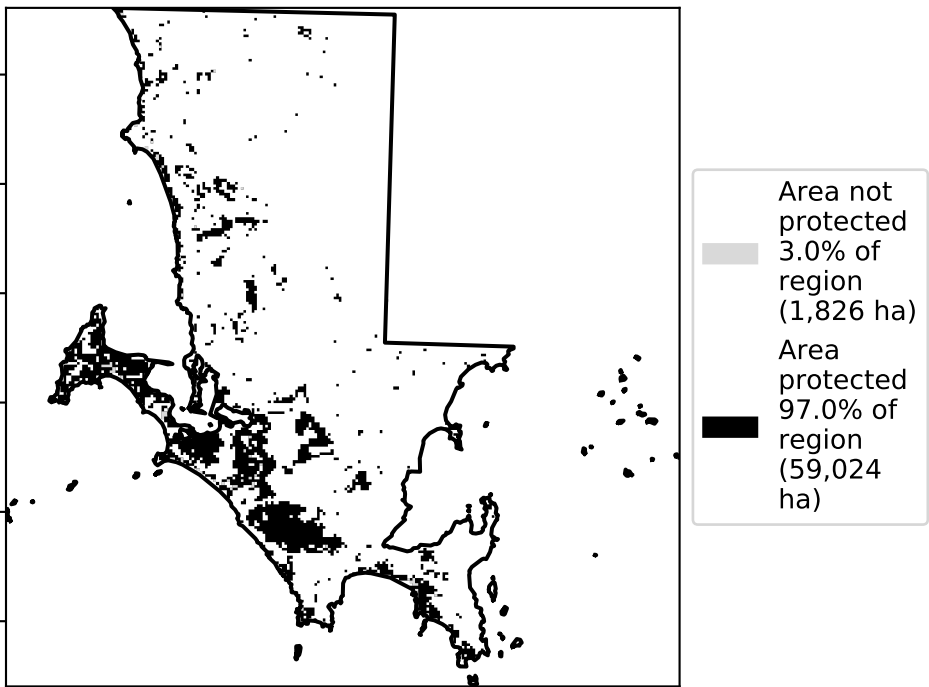 Area not
protected
3.0% of
region
(1,826 ha)
Area
protected
97.0% of
region
(59,024
ha)